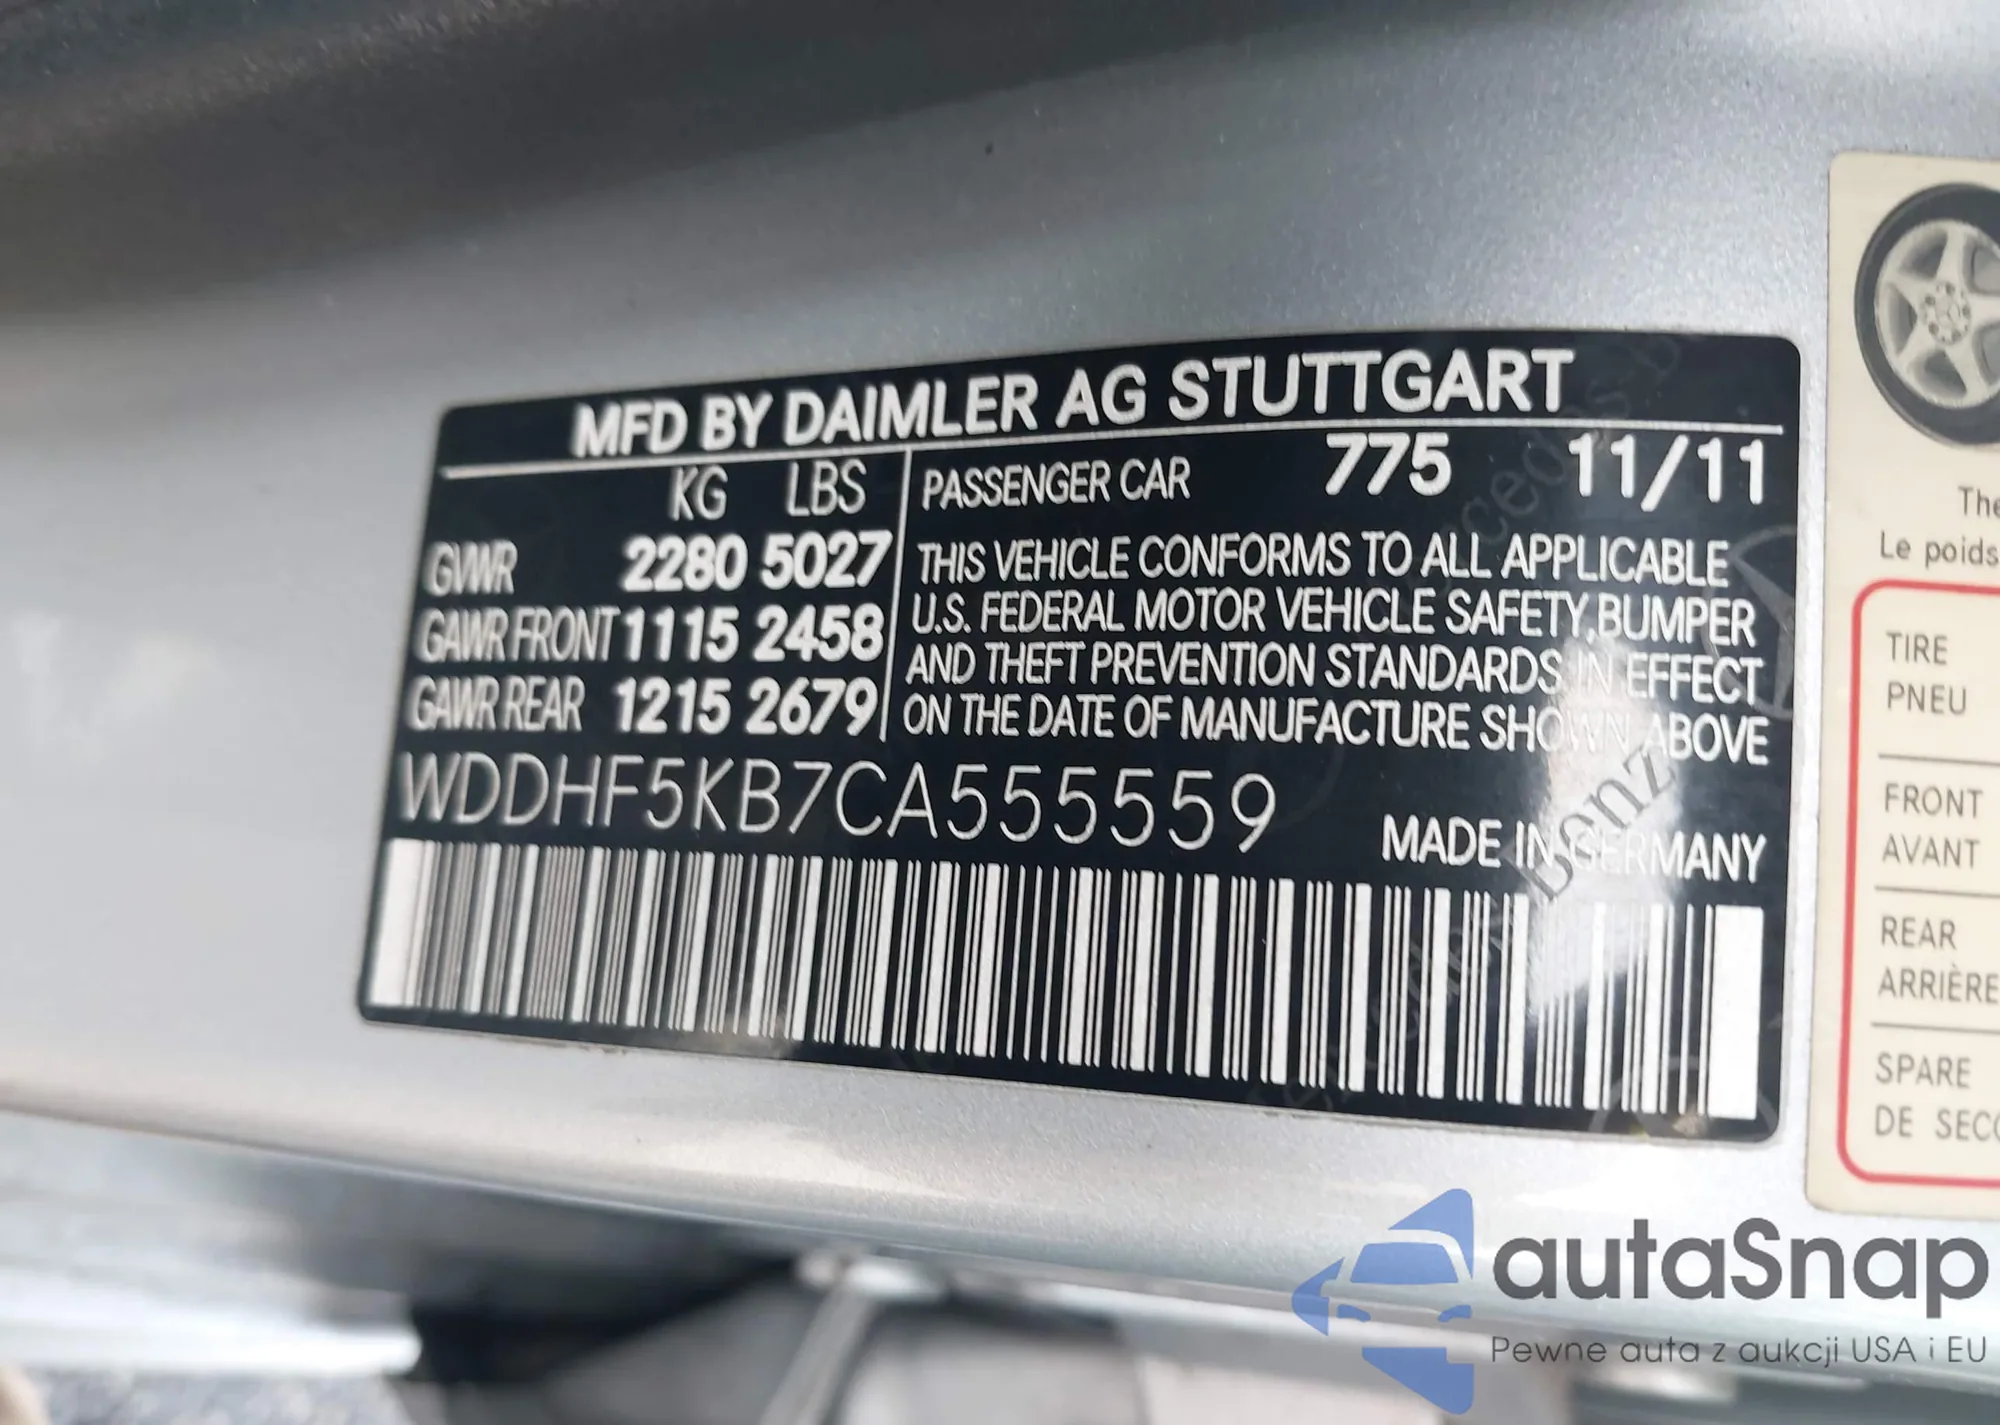 MFD BY DAIMLER AG STUTTGART
KG LBS
GVWR 2280 5027
GAWR FRONT 1115 2458
GAWR REAR 1215 2679
PASSENGER CAR 775 11/11
THIS VEHICLE CONFORMS TO ALL APPLICABLE
U.S. FEDERAL MOTOR VEHICLE SAFETY, BUMPER
AND THEFT PREVENTION STANDARDS IN EFFECT
ON THE DATE OF MANUFACTURE SHOWN ABOVE
WDDHF5KB7CA555559
MADE IN GERMANY
The
Le poids
TIRE
PNEU
FRONT
AVANT
REAR
ARRIÈRE
SPARE
DE SECO
autaSnap
Pewne auta z aukcji USA i EU